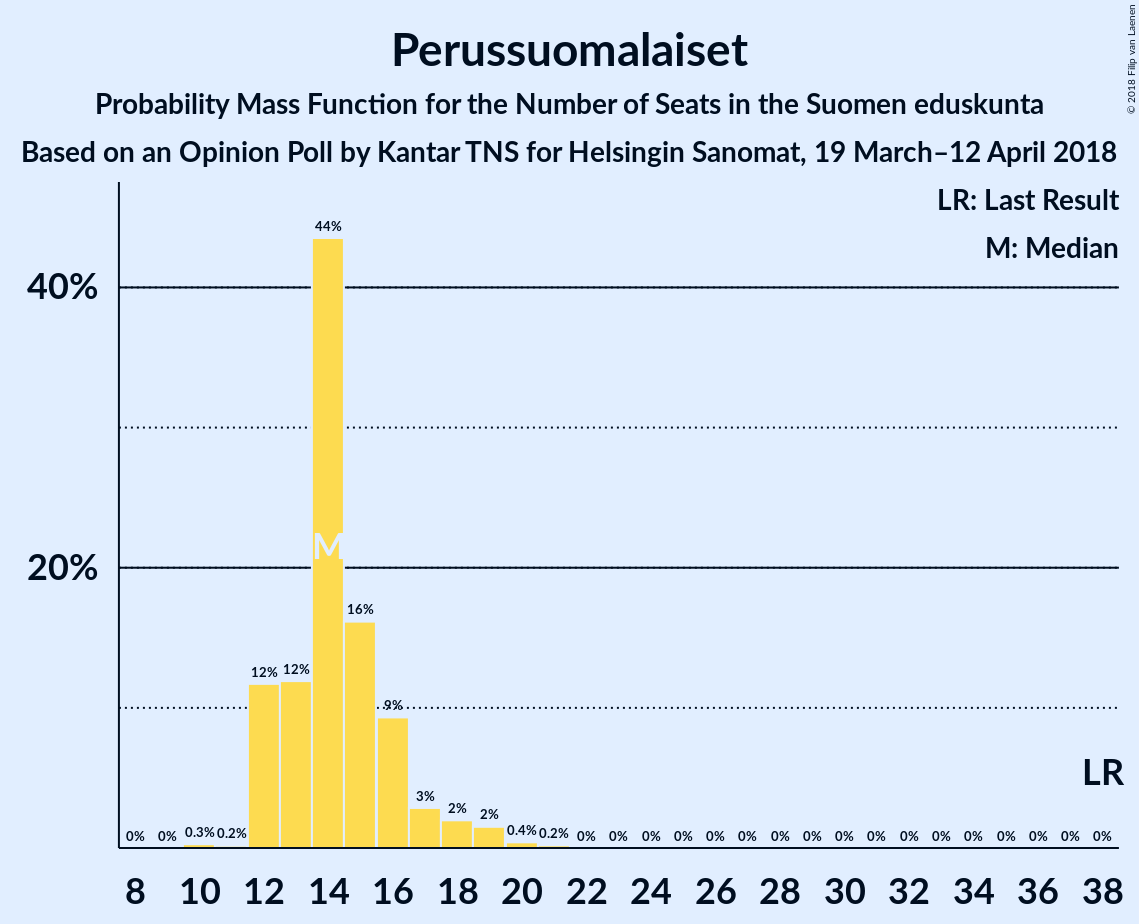 Perussuomalaiset
Probability Mass Function for the Number of Seats in the Suomen eduskunta
Based on an Opinion Poll by Kantar TNS for Helsingin Sanomat, 19 March–12 April 2018
© 2018 Filip van Laenen
LR: Last Result
M: Median
44%
40%
M
20%
16%
12% 12%
9%
LR
3%
2%
2%
0% 0% 0.3% 0.2% 0.4% 0.2% 0% 0% 0% 0% 0% 0% 0% 0% 0% 0% 0% 0% 0% 0% 0% 0% 0%
8 10 12 14 16 18 20 22 24 26 28 30 32 34 36 38